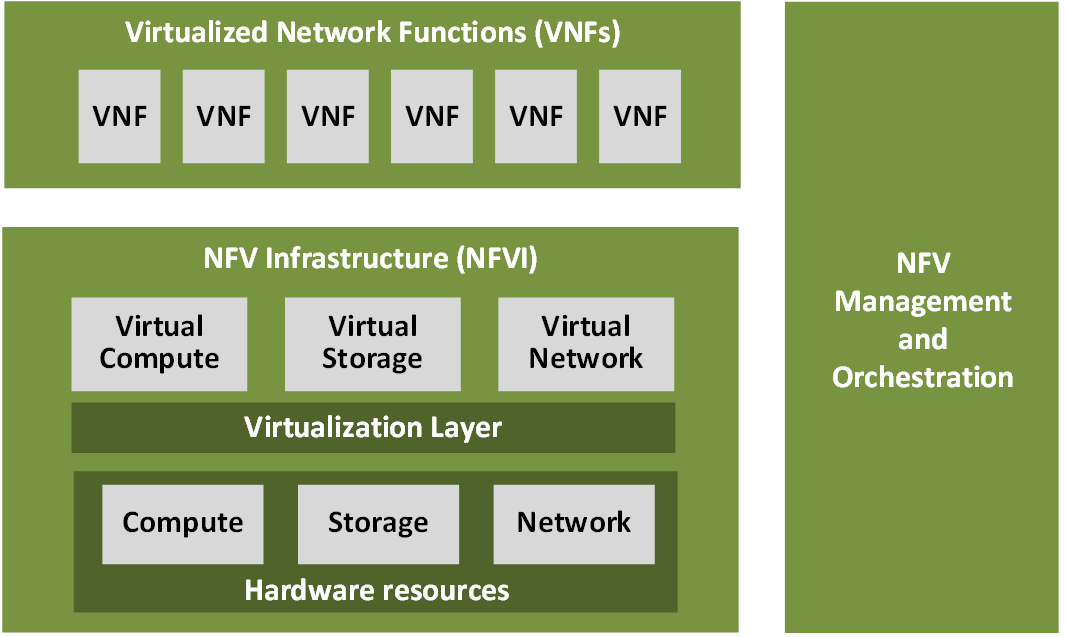 Virtualized Network Functions (VNFs)
VNF VNF VNF VNF VNF VNF
NFV Infrastructure (NFVI)
Virtual
Compute
Virtual
Storage
Virtual
Network
Virtualization Layer
Compute
Storage
Network
Hardware resources
NFV
Management
and
Orchestration